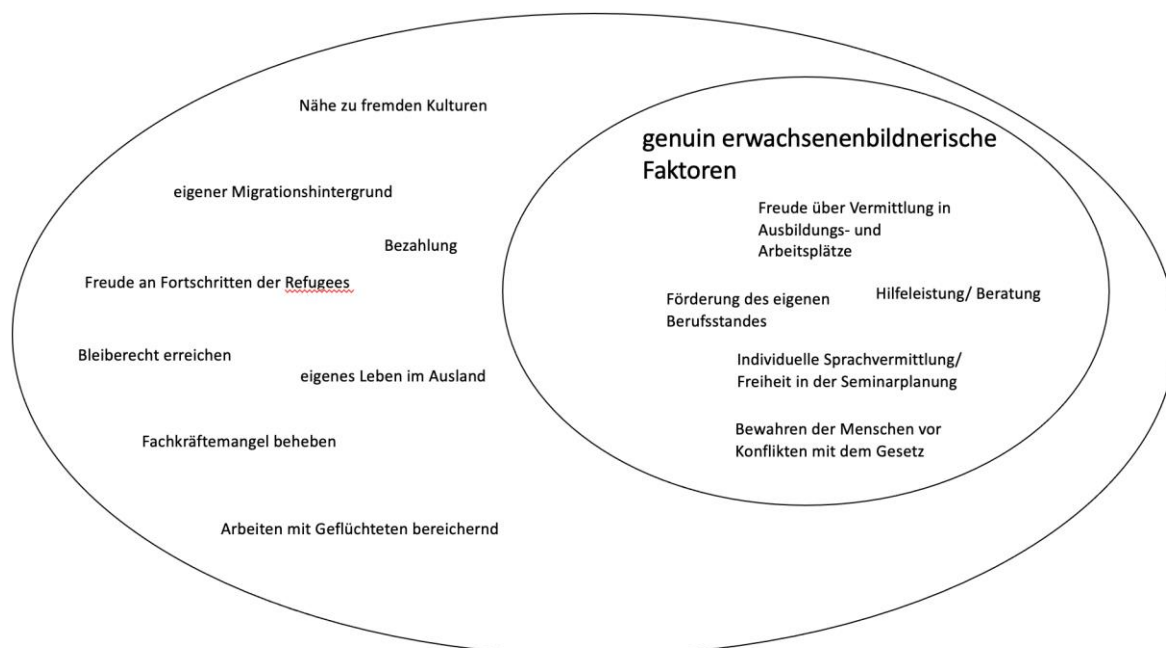 Nähe zu fremden Kulturen
eigener Migrationshintergrund
Bezahlung
Freude an Fortschritten der Refugees
Bleiberecht erreichen
eigenes Leben im Ausland
Fachkräftemangel beheben
Arbeiten mit Geflüchteten bereichernd
genuin erwachsenenbildnerische
Faktoren
Freude über Vermittlung in
Ausbildungs- und
Arbeitsplätze
Förderung des eigenen
Berufsstandes
Hilfeleistung/ Beratung
Individuelle Sprachvermittlung/
Freiheit in der Seminarplanung
Bewahren der Menschen vor
Konflikten mit dem Gesetz